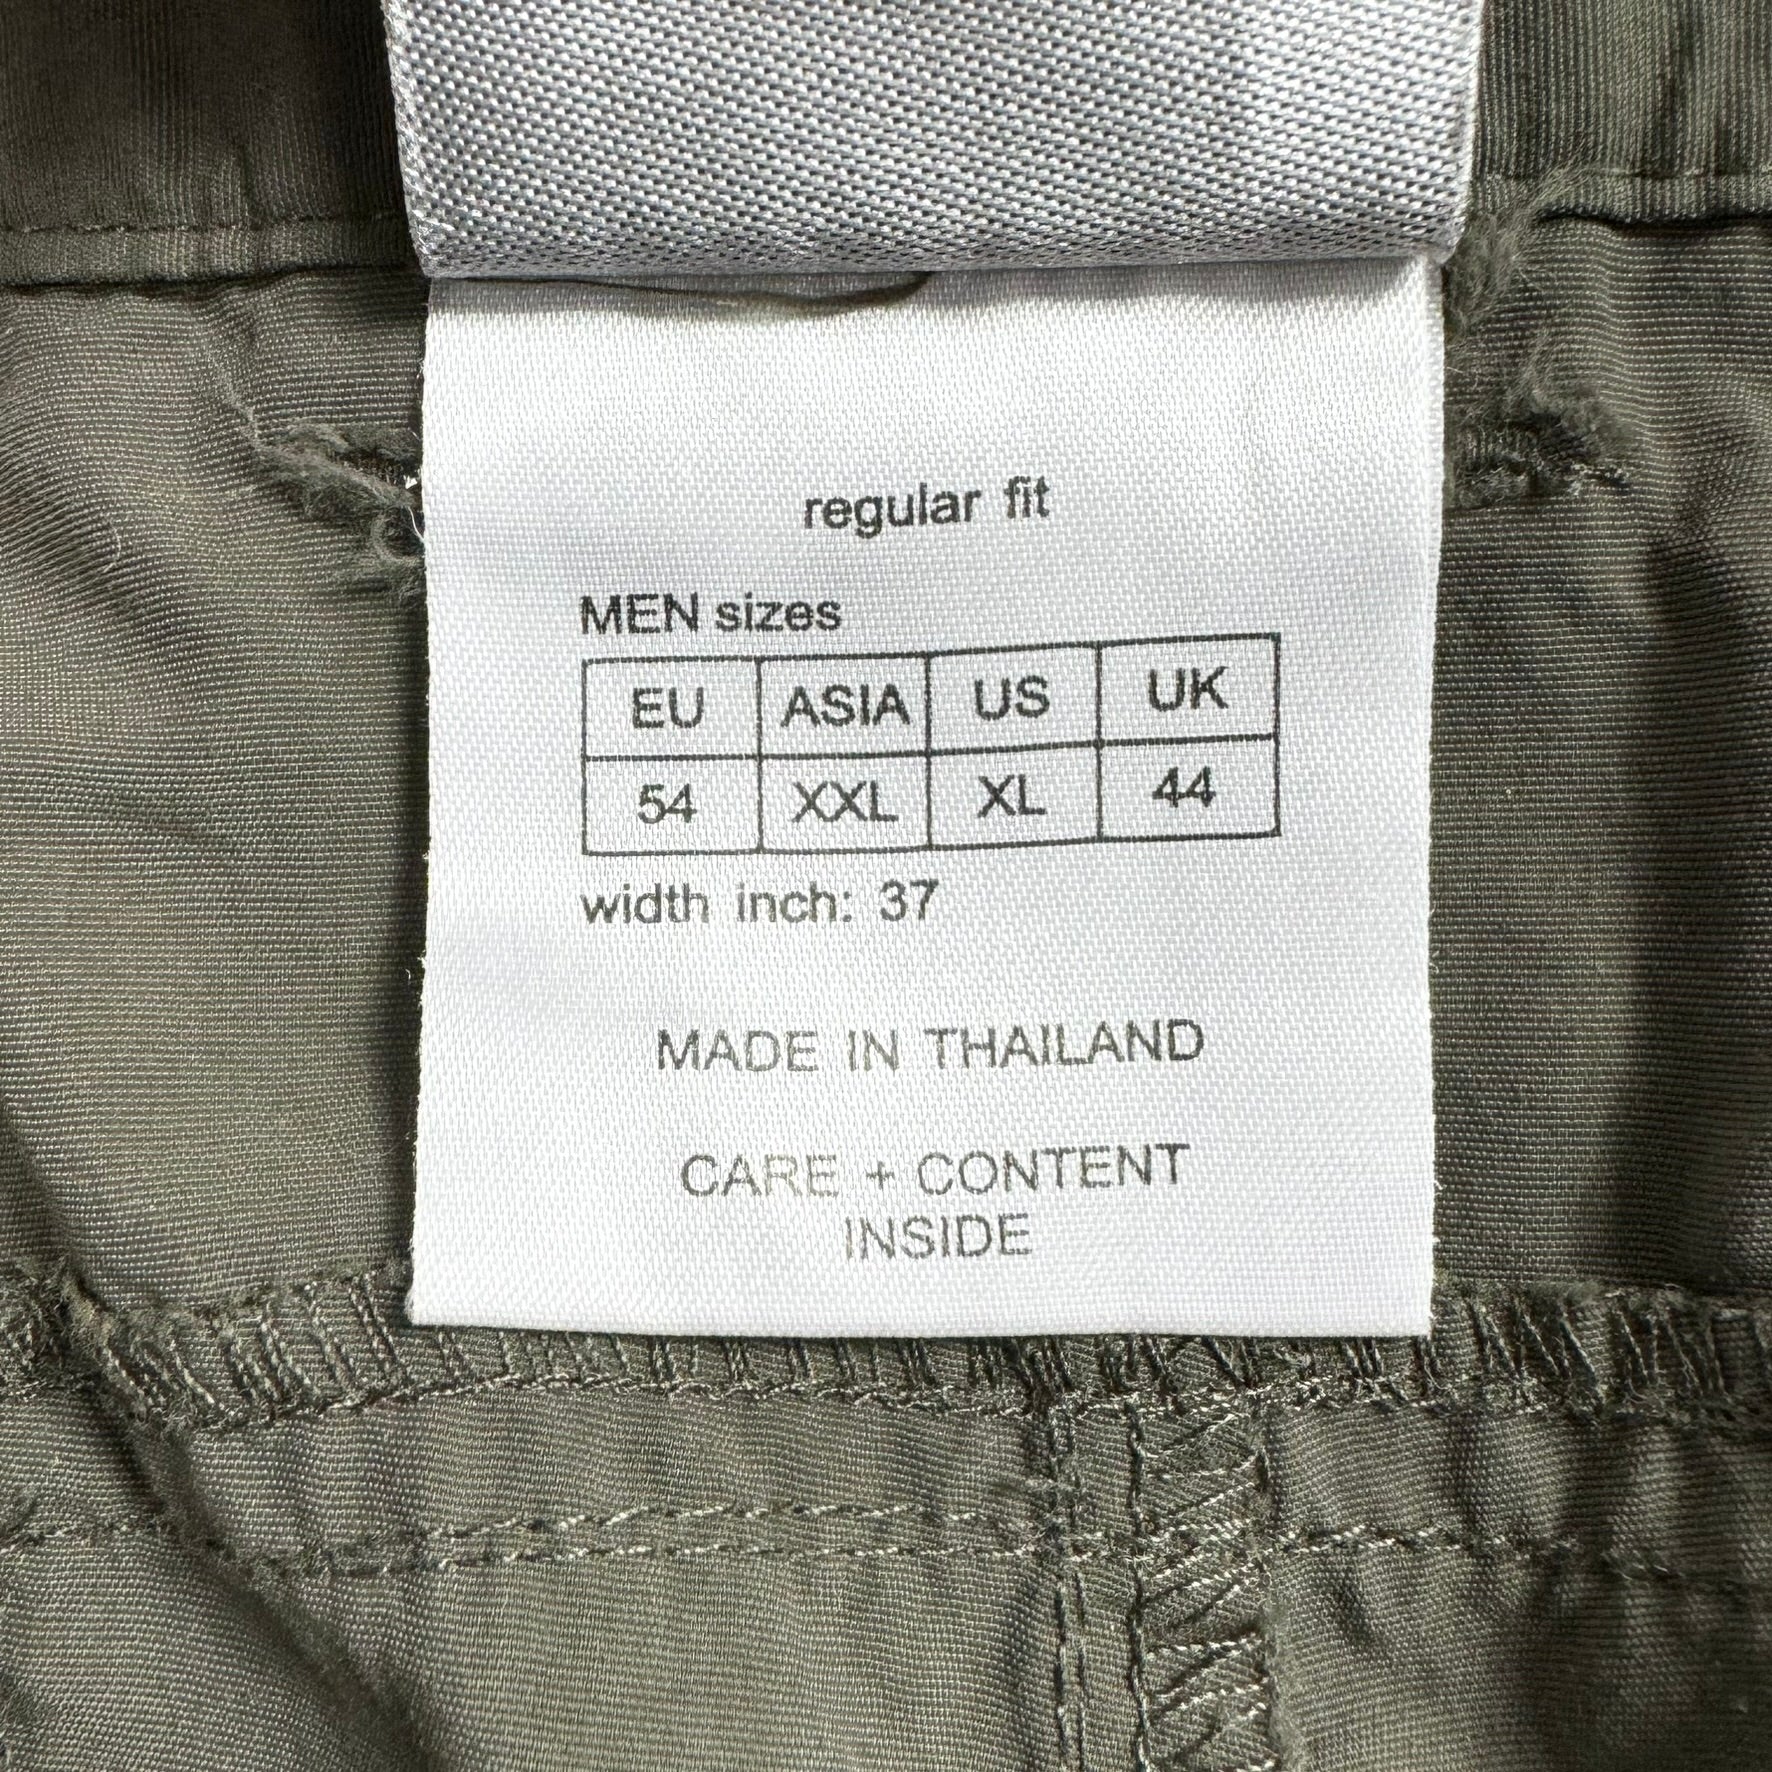 regular fit
MEN sizes
EU ASIA US UK
54 XXL XL 44
width inch: 37
MADE IN THAILAND
CARE + CONTENT
INSIDE